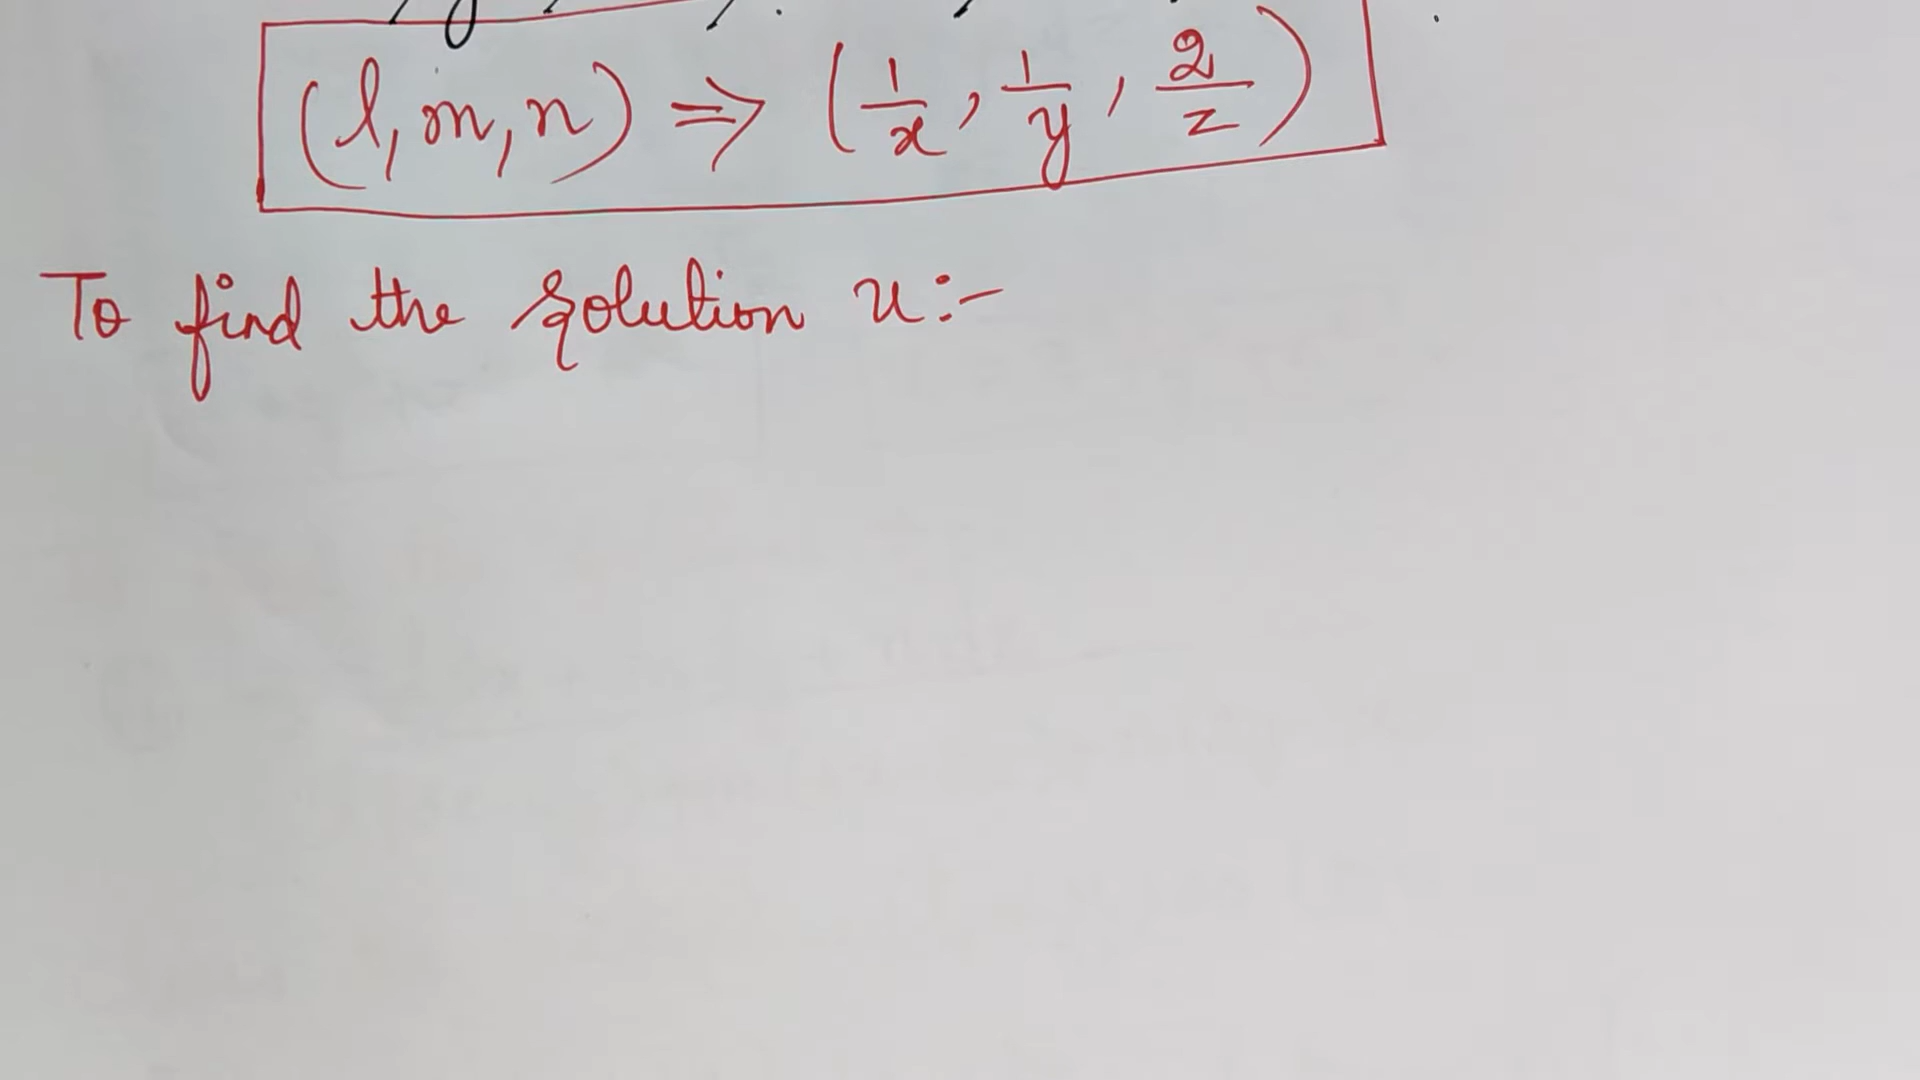 (l, m, n) ⇒ (1/x, 1/y, 2/z)
To find the solution u:-